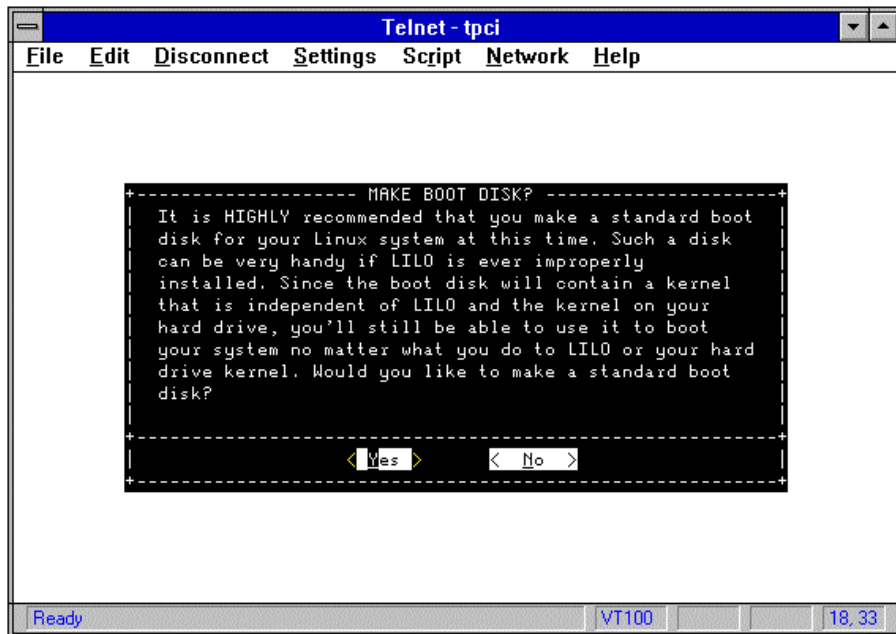 Telnet - tpci
File Edit Disconnect Settings Script Network Help
MAKE BOOT DISK?
It is HIGHLY recommended that you make a standard boot
disk for your Linux system at this time. Such a disk
can be very handy if LILO is ever improperly
installed. Since the boot disk will contain a kernel
that is independent of LILO and the kernel on your
hard drive, you'll still be able to use it to boot
your system no matter what you do to LILO or your hard
drive kernel. Would you like to make a standard boot
disk?
< Yes > < No >
Ready VT100 18, 33